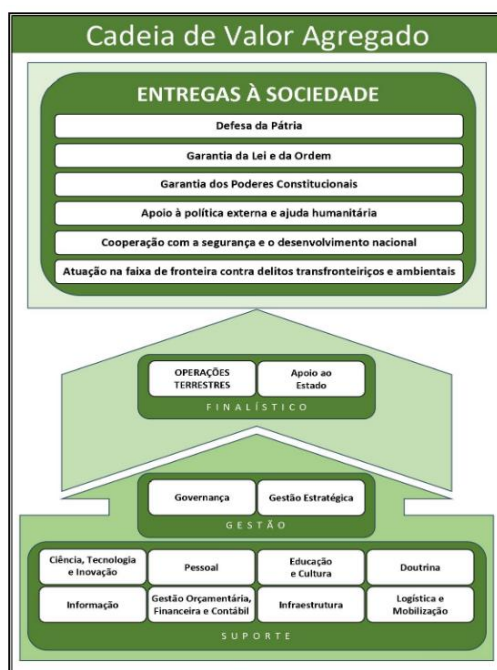 Cadeia de Valor Agregado
ENTREGAS À SOCIEDADE
Defesa da Pátria
Garantia da Lei e da Ordem
Garantia dos Poderes Constitucionais
Apoio à política externa e ajuda humanitária
Cooperação com a segurança e o desenvolvimento nacional
Atuação na faixa de fronteira contra delitos transfronteiriços e ambientais
OPERAÇÕES
TERRESTRES
Apoio ao
Estado
FINALÍSTICO
Governança
Gestão Estratégica
GESTÃO
Ciência, Tecnologia
e Inovação
Pessoal
Educação
e Cultura
Doutrina
Informação
Gestão Orçamentária,
Financeira e Contábil
Infraestrutura
Logística e
Mobilização
SUPORTE